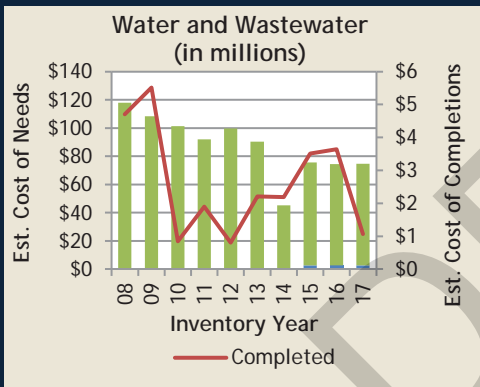 Water and Wastewater
(in millions)
Est. Cost of Needs
$140
$120
$100
$80
$60
$40
$20
$0
$6
$5
$4
$3
$2
$1
$0
Est. Cost of Completions
08 09 10 11 12 13 14 15 16 17
Inventory Year
Completed